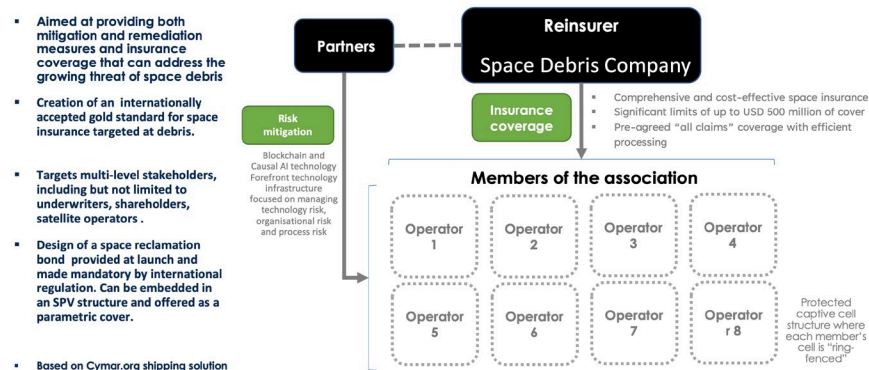 Aimed at providing both
mitigation and remediation
measures and insurance
coverage that can address the
growing threat of space debris
Creation of an internationally
accepted gold standard for space
insurance targeted at debris.
Targets multi-level stakeholders,
including but not limited to
underwriters, shareholders,
satellite operators .
Design of a space reclamation
bond provided at launch and
made mandatory by international
regulation. Can be embedded in
an SPV structure and offered as a
parametric cover.
Based on Cymar.org shipping solution
Partners
Reinsurer
Space Debris Company
Risk
mitigation
Blockchain and
Causal AI technology
Forefront technology
infrastructure
focused on managing
technology risk,
organisational risk
and process risk
Insurance
coverage
Comprehensive and cost-effective space insurance
Significant limits of up to USD 500 million of cover
Pre-agreed “all claims” coverage with efficient
processing
Members of the association
Operator
1
Operator
2
Operator
3
Operator
4
Operator
5
Operator
6
Operator
7
Operator
r 8
Protected
captive cell
structure where
each member's
cell is "ring-
fenced"